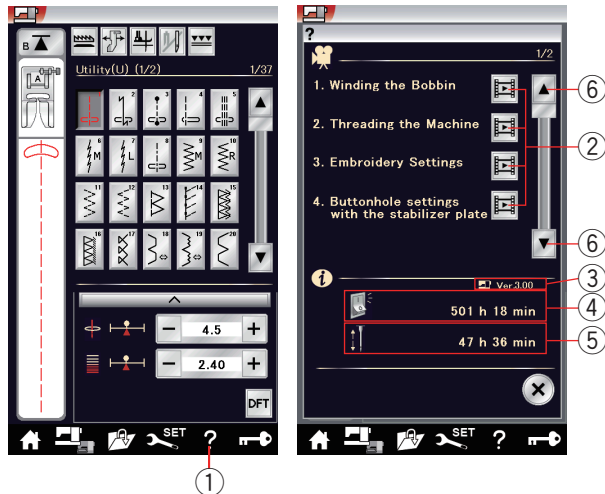 B
A
Utility(U) (1/2)
1/37
2
3
4
5
6
M
7
L
8
9
M
10
R
11
12
13
14
15
16
17
18
19
20
4.5
2.40
DFT
SET
?
1
?
1/2
1. Winding the Bobbin
2. Threading the Machine
3. Embroidery Settings
4. Buttonhole settings
with the stabilizer plate
i
Ver 3.00
501 h 18 min
47 h 36 min
SET
?
6
2
6
3
4
5